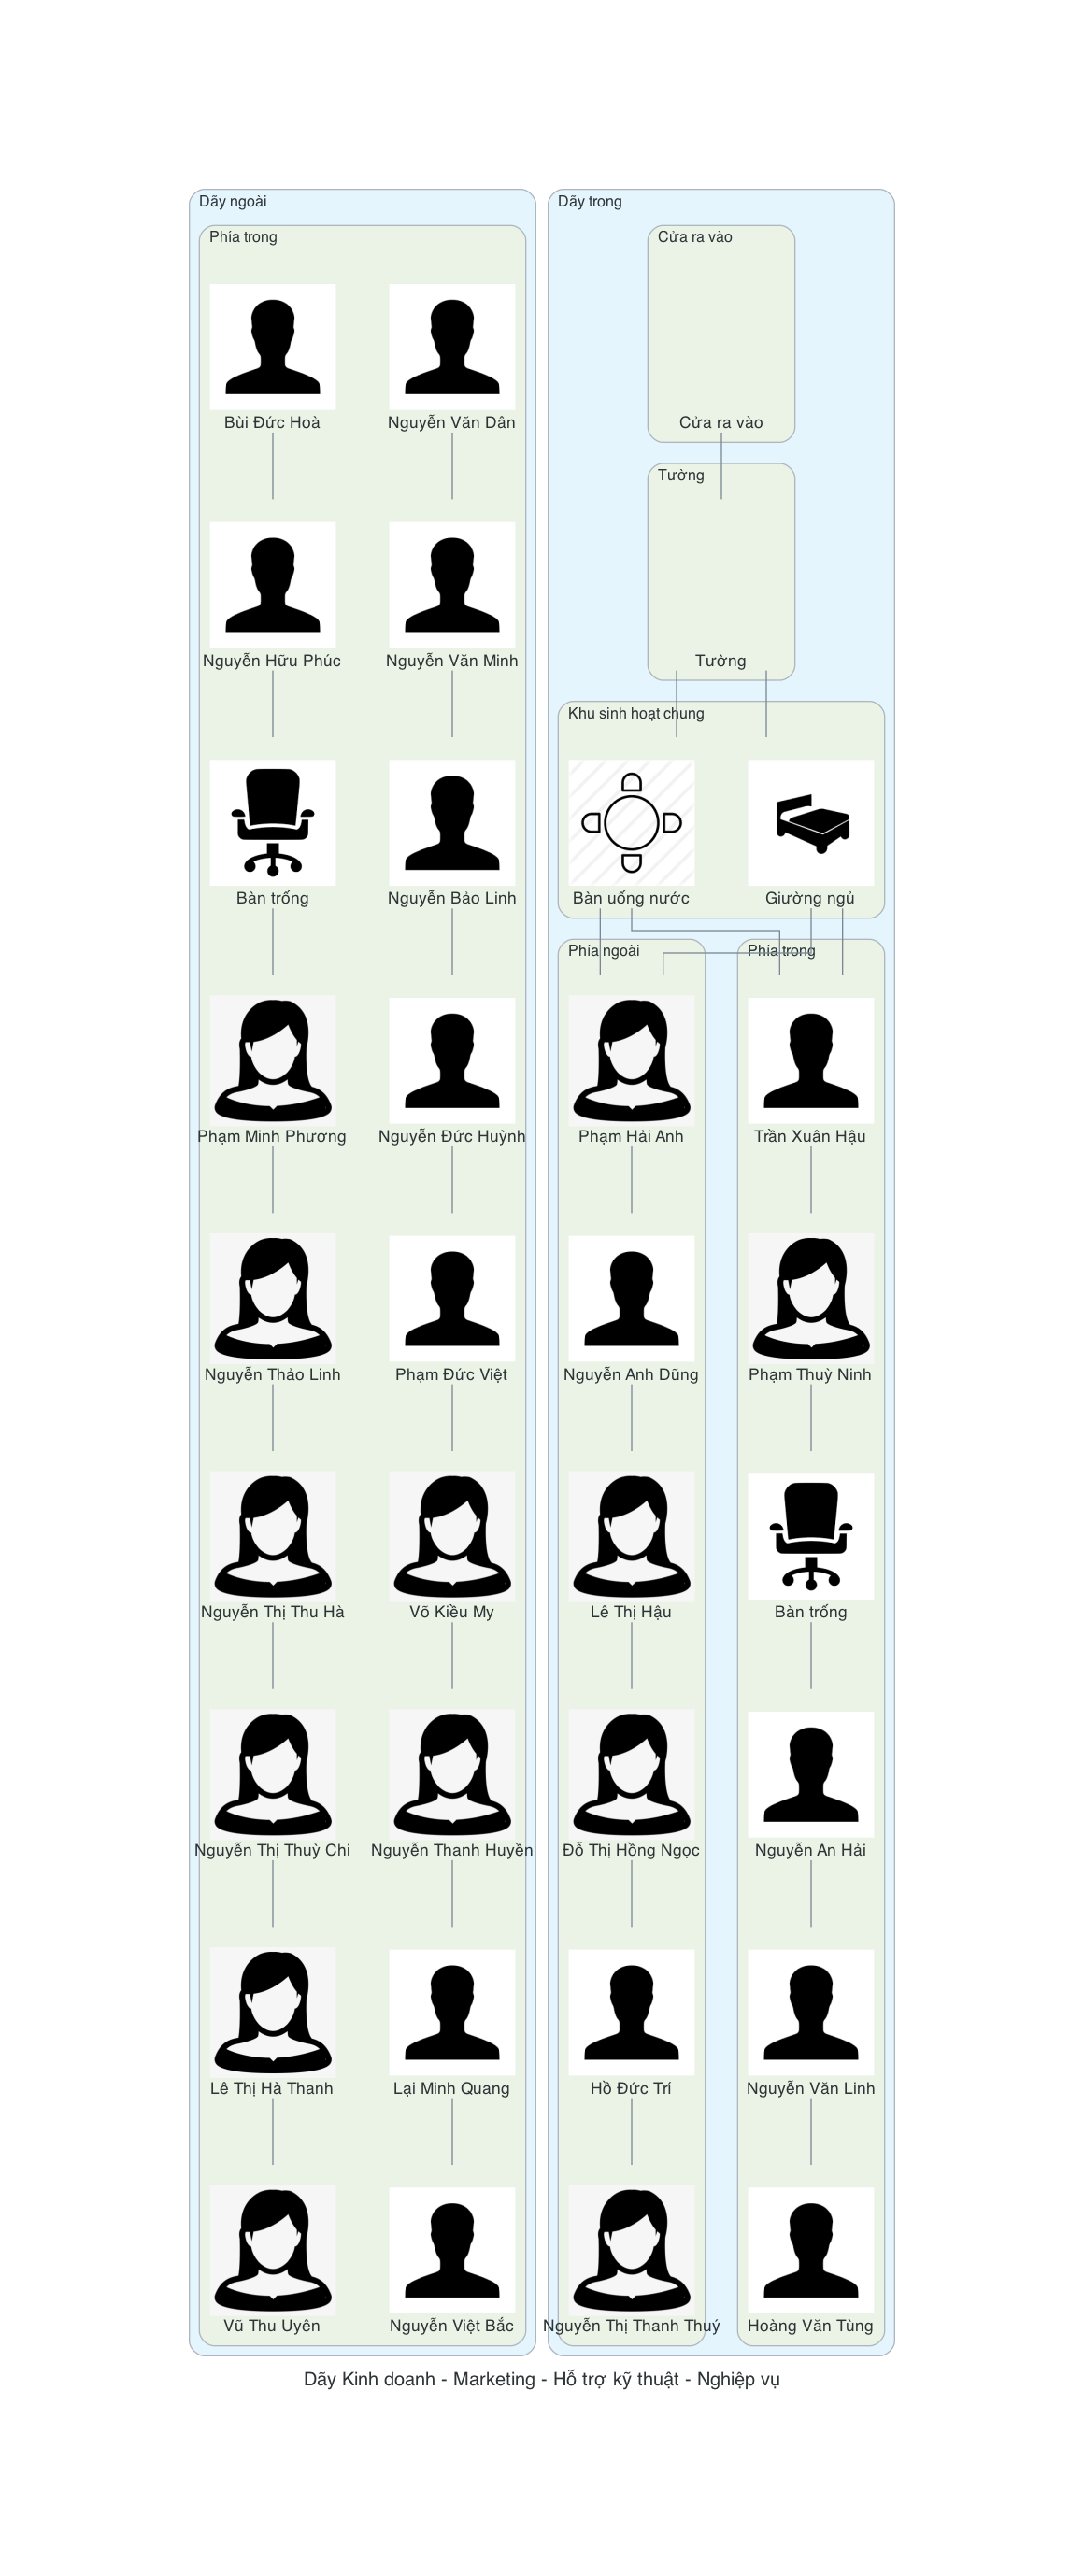 Dãy ngoài
Phía trong
Bùi Đức Hoà
Nguyễn Văn Dân
Nguyễn Hữu Phúc
Nguyễn Văn Minh
Bàn trống
Nguyễn Bảo Linh
Phạm Minh Phương
Nguyễn Đức Huỳnh
Nguyễn Thảo Linh
Phạm Đức Việt
Nguyễn Thị Thu Hà
Võ Kiều My
Nguyễn Thị Thuỳ Chi
Nguyễn Thanh Huyền
Lê Thị Hà Thanh
Lại Minh Quang
Vũ Thu Uyên
Nguyễn Việt Bắc
Dãy trong
Cửa ra vào
Cửa ra vào
Tường
Tường
Khu sinh hoạt chung
Bàn uống nước
Giường ngủ
Phía ngoài
Phía trong
Phạm Hải Anh
Trần Xuân Hậu
Nguyễn Anh Dũng
Phạm Thuỳ Ninh
Lê Thị Hậu
Bàn trống
Đỗ Thị Hồng Ngọc
Nguyễn An Hải
Hồ Đức Trí
Nguyễn Văn Linh
Nguyễn Thị Thanh Thuý
Hoàng Văn Tùng
Dãy Kinh doanh - Marketing - Hỗ trợ kỹ thuật - Nghiệp vụ